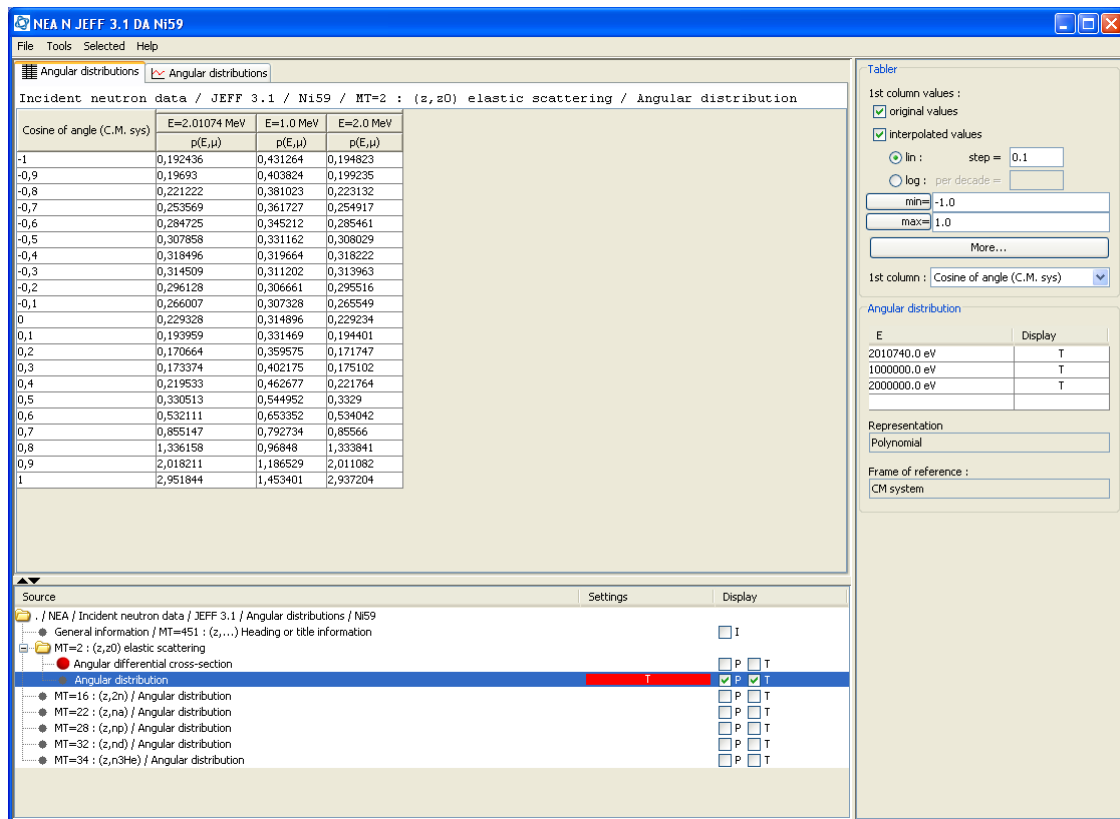 NEA N JEFF 3.1 DA Ni59
File Tools Selected Help
Angular distributions Angular distributions
Incident neutron data / JEFF 3.1 / Ni59 / MT=2 : (z,z0) elastic scattering / Angular distribution
Cosine of angle (C.M. sys) E=2.01074 MeV E=1.0 MeV E=2.0 MeV
p(E,μ) p(E,μ) p(E,μ)
-1 0,192436 0,431264 0,194823
-0,9 0,19693 0,403824 0,199235
-0,8 0,221222 0,381023 0,223132
-0,7 0,253569 0,361727 0,254917
-0,6 0,284725 0,345212 0,285461
-0,5 0,307858 0,331162 0,308029
-0,4 0,318496 0,319664 0,318222
-0,3 0,314509 0,311202 0,313963
-0,2 0,296128 0,306661 0,295516
-0,1 0,266007 0,307328 0,265549
0 0,229328 0,314896 0,229234
0,1 0,193959 0,331469 0,194401
0,2 0,170664 0,359575 0,171747
0,3 0,173374 0,402175 0,175102
0,4 0,219533 0,462677 0,221764
0,5 0,330513 0,544952 0,3329
0,6 0,532111 0,653352 0,534042
0,7 0,855147 0,792734 0,85566
0,8 1,336158 0,96848 1,333841
0,9 2,018211 1,186529 2,011082
1 2,951844 1,453401 2,937204
Tabler
1st column values :
original values
interpolated values
lin : step = 0.1
log : per decade =
min= -1.0
max= 1.0
More...
1st column : Cosine of angle (C.M. sys)
Angular distribution
E Display
2010740.0 eV T
1000000.0 eV T
2000000.0 eV T
Representation
Polynomial
Frame of reference :
CM system
Source Settings Display
. / NEA / Incident neutron data / JEFF 3.1 / Angular distributions / Ni59
General information / MT=451 : (z,...) Heading or title information I
MT=2 : (z,z0) elastic scattering
Angular differential cross-section P T
Angular distribution T P T
MT=16 : (z,2n) / Angular distribution P T
MT=22 : (z,na) / Angular distribution P T
MT=28 : (z,np) / Angular distribution P T
MT=32 : (z,nd) / Angular distribution P T
MT=34 : (z,n3He) / Angular distribution P T